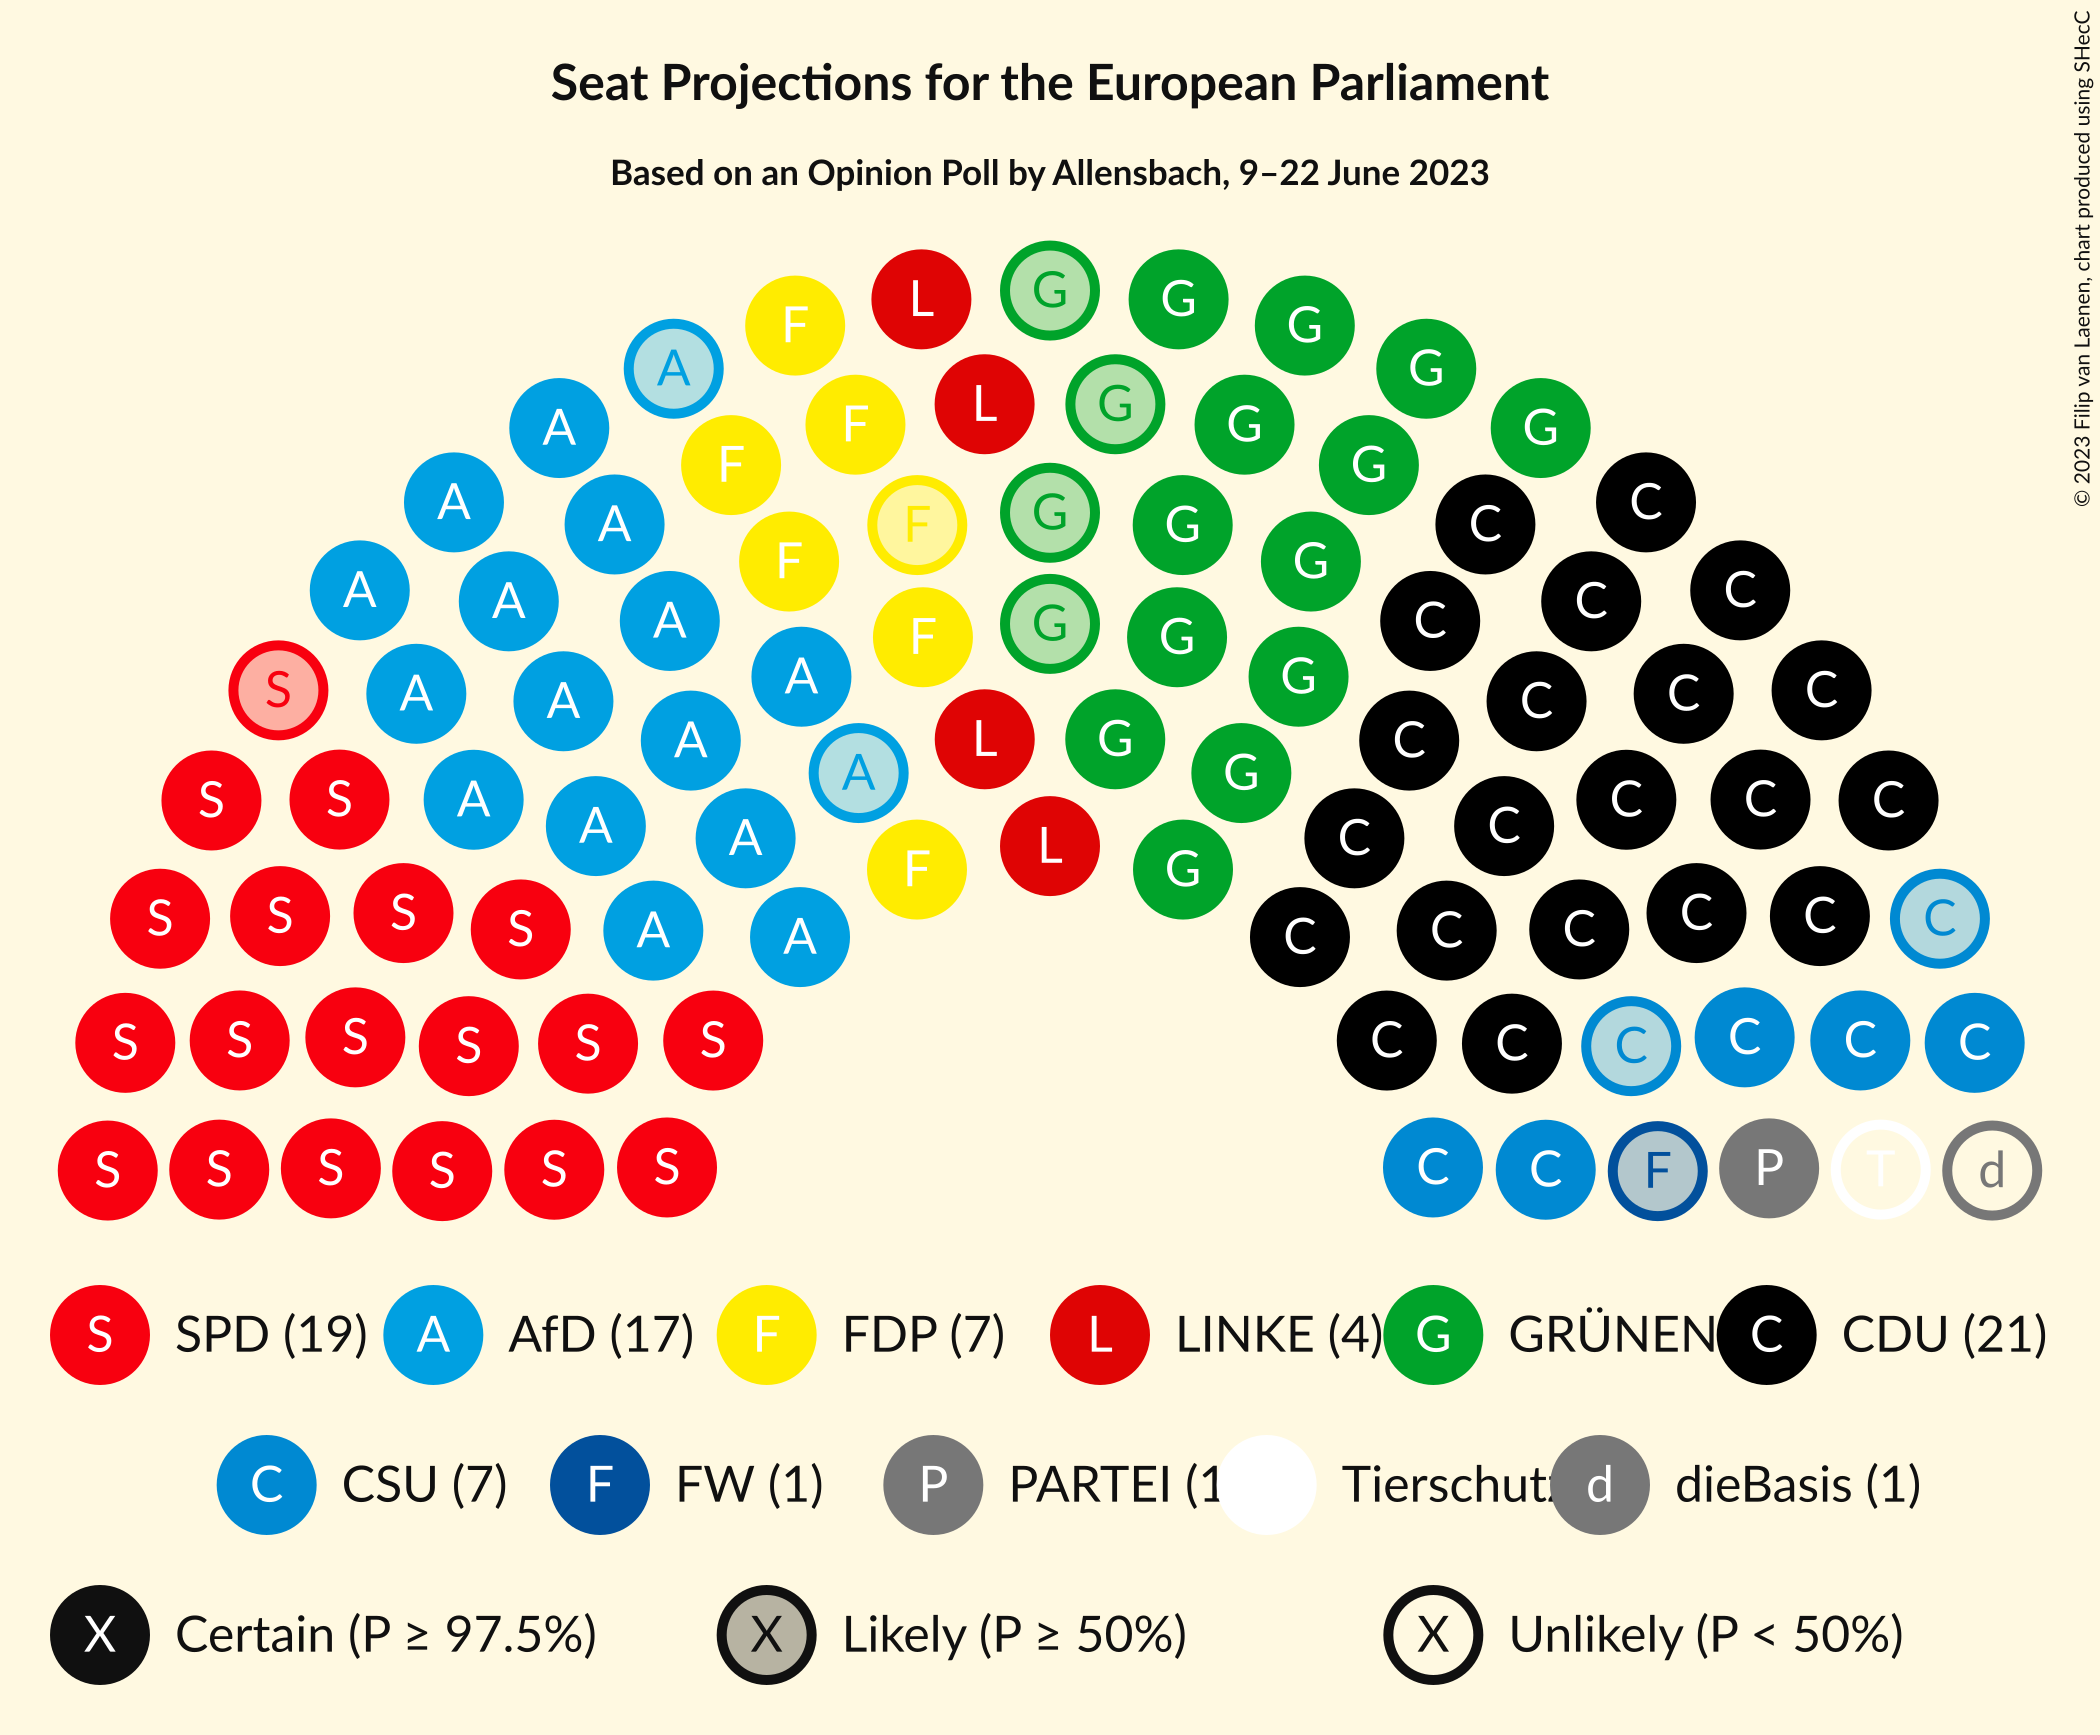 Seat Projections for the European Parliament
Based on an Opinion Poll by Allensbach, 9–22 June 2023
© 2023 Filip van Laenen, chart produced using SHecC
G
L G
F G
A G
L G
F G
A G
F G
A C C
A F G C
F G
A A C C
A C
F G
A G
S C
A C
A C
A C
L G
A G
S S A C C C
A C
A C
L
F G
S S S C C C
S A C C
A C
S S S C C C
S S S C C C
S S S S S S C C F P T d
S SPD (19) A AfD (17) F FDP (7) L LINKE (4) G GRÜNEN C CDU (21)
C CSU (7) F FW (1) P PARTEI (1 Tierschutz d dieBasis (1)
X Certain (P ≥ 97.5%) X Likely (P ≥ 50%) X Unlikely (P < 50%)